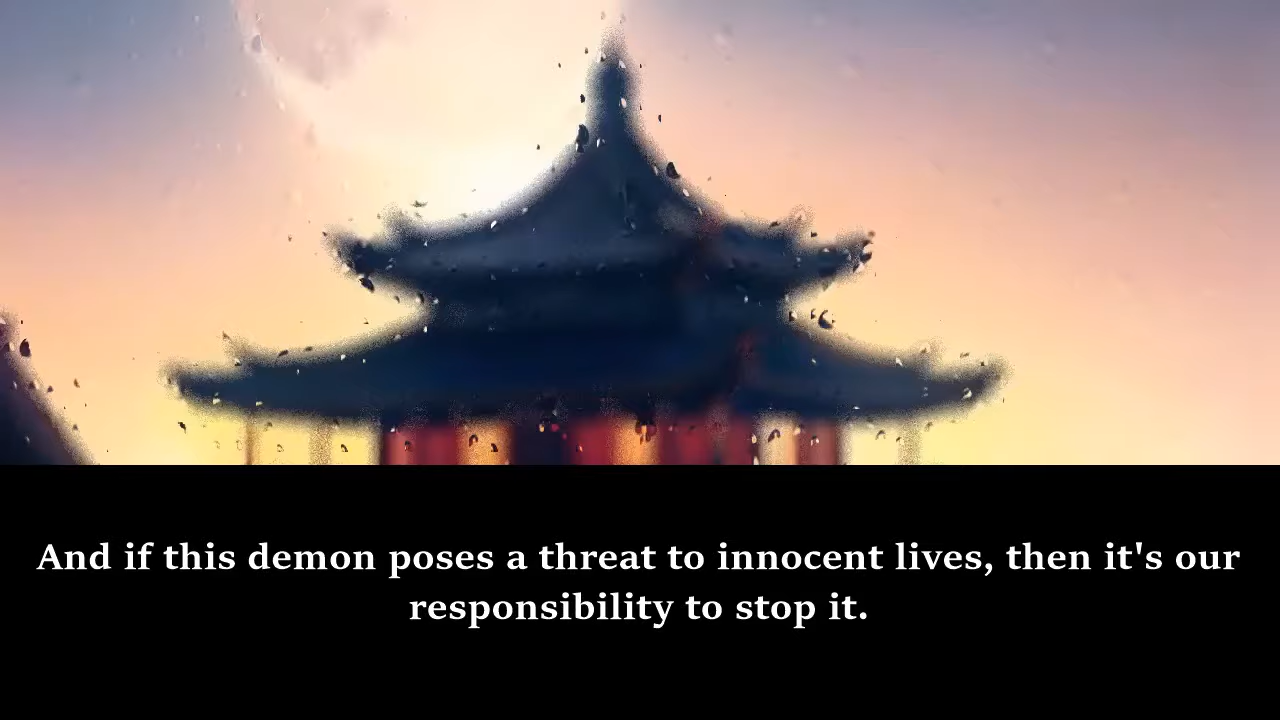 And if this demon poses a threat to innocent lives, then it's our
responsibility to stop it.